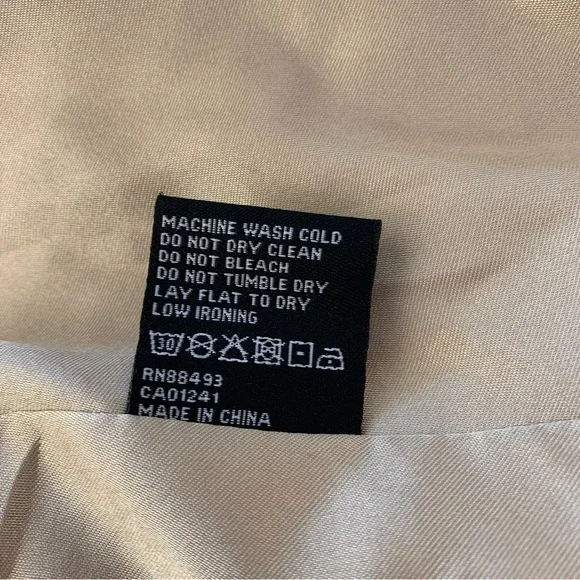 MACHINE WASH COLD
DO NOT DRY CLEAN
DO NOT BLEACH
DO NOT TUMBLE DRY
LAY FLAT TO DRY
LOW IRONING
30
RN88493
CA01241
MADE IN CHINA